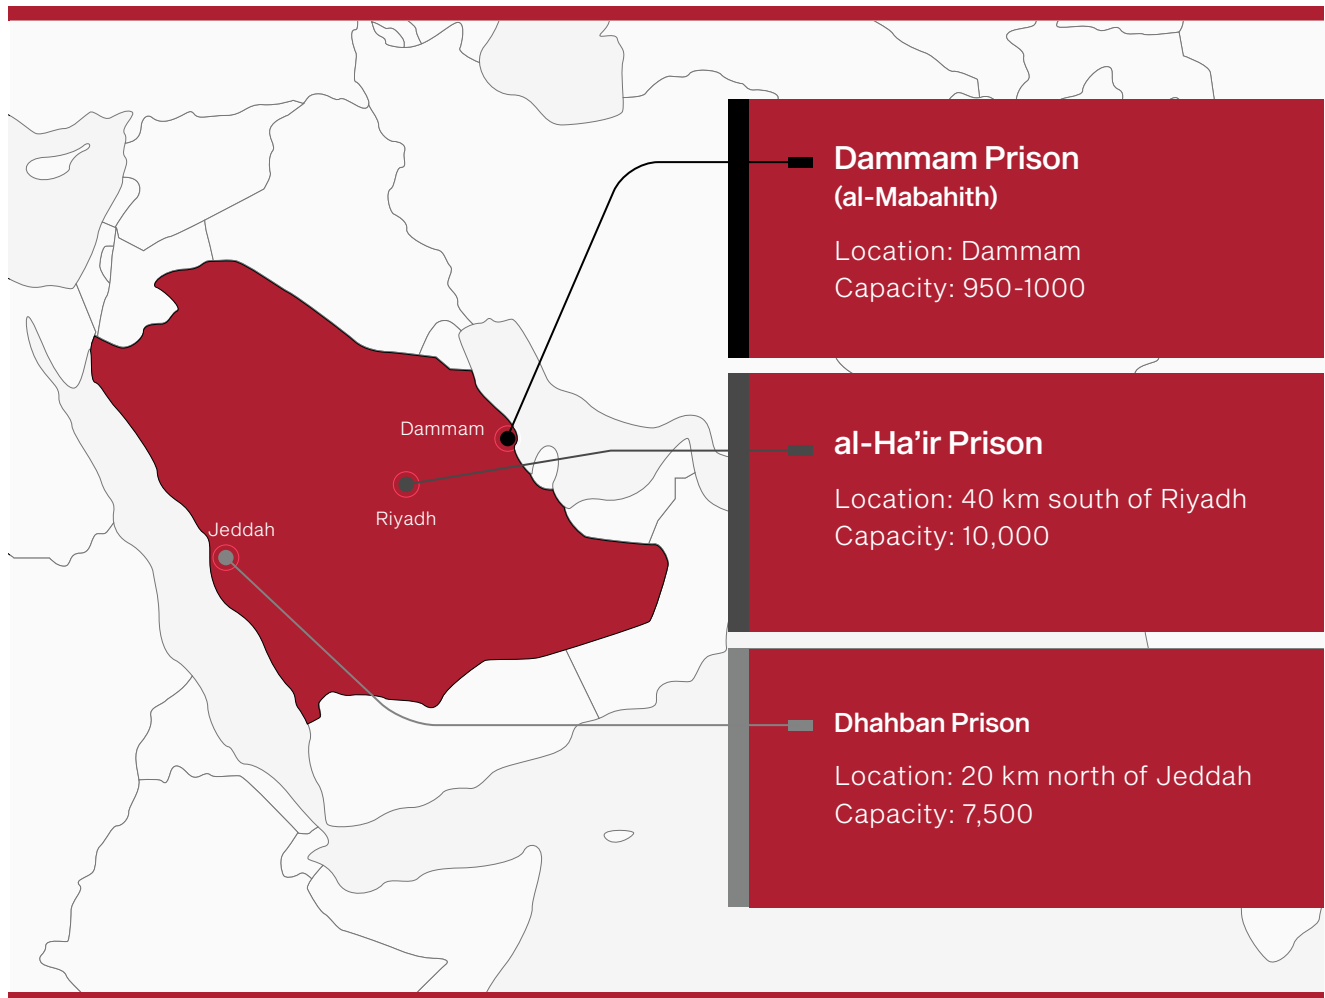 Dammam Prison
(al-Mabahith)
Location: Dammam
Capacity: 950-1000
Dammam
al-Ha’ir Prison
Location: 40 km south of Riyadh
Capacity: 10,000
Riyadh
Jeddah
Dhahban Prison
Location: 20 km north of Jeddah
Capacity: 7,500